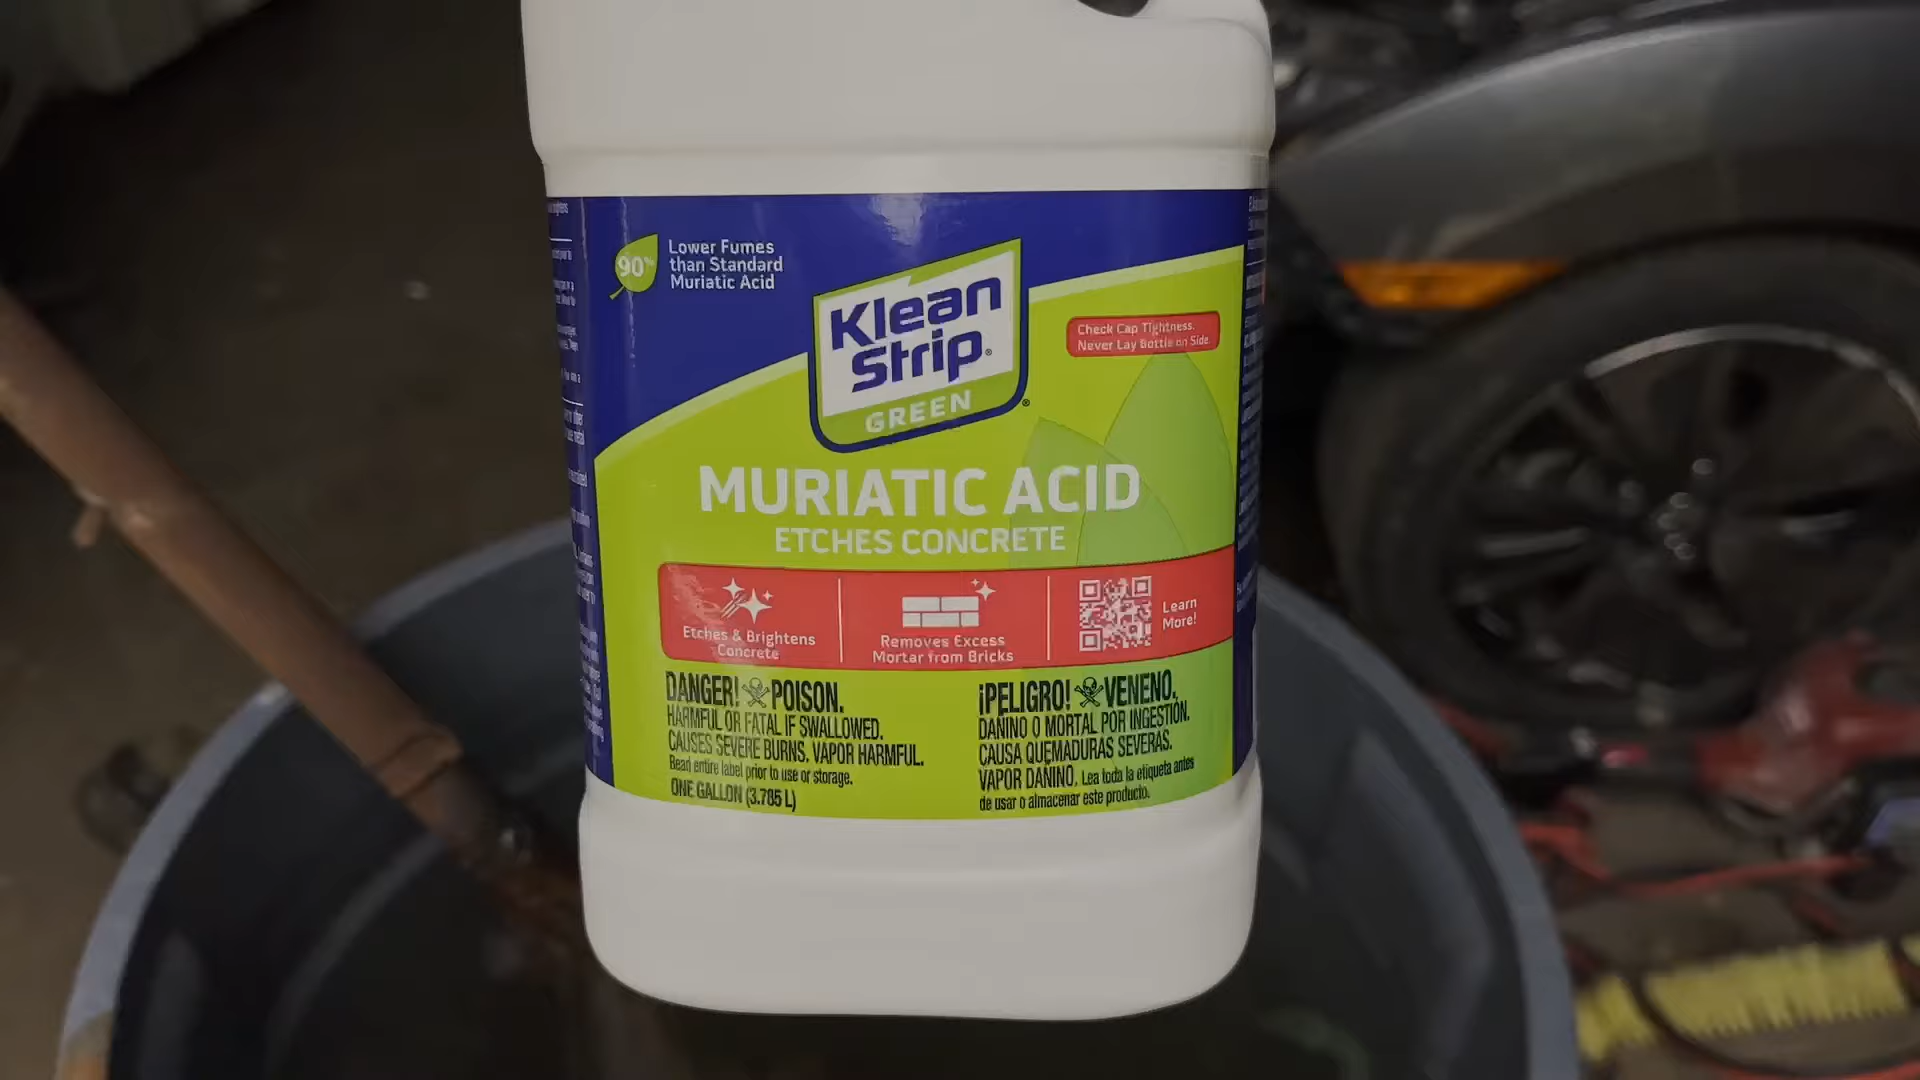 90%
Lower Fumes
than Standard
Muriatic Acid
Klean
Strip®
GREEN®
Check Cap Tightness.
Never Lay Bottle on Side.
MURIATIC ACID
ETCHES CONCRETE
Etches & Brightens
Concrete
Removes Excess
Mortar from Bricks
Learn
More!
DANGER! POISON.
HARMFUL OR FATAL IF SWALLOWED.
CAUSES SEVERE BURNS. VAPOR HARMFUL.
Read entire label prior to use or storage.
ONE GALLON (3.785 L)
¡PELIGRO! VENENO.
DAÑINO O MORTAL POR INGESTIÓN.
CAUSA QUEMADURAS SEVERAS.
VAPOR DAÑINO. Lea toda la etiqueta antes
de usar o almacenar este producto.